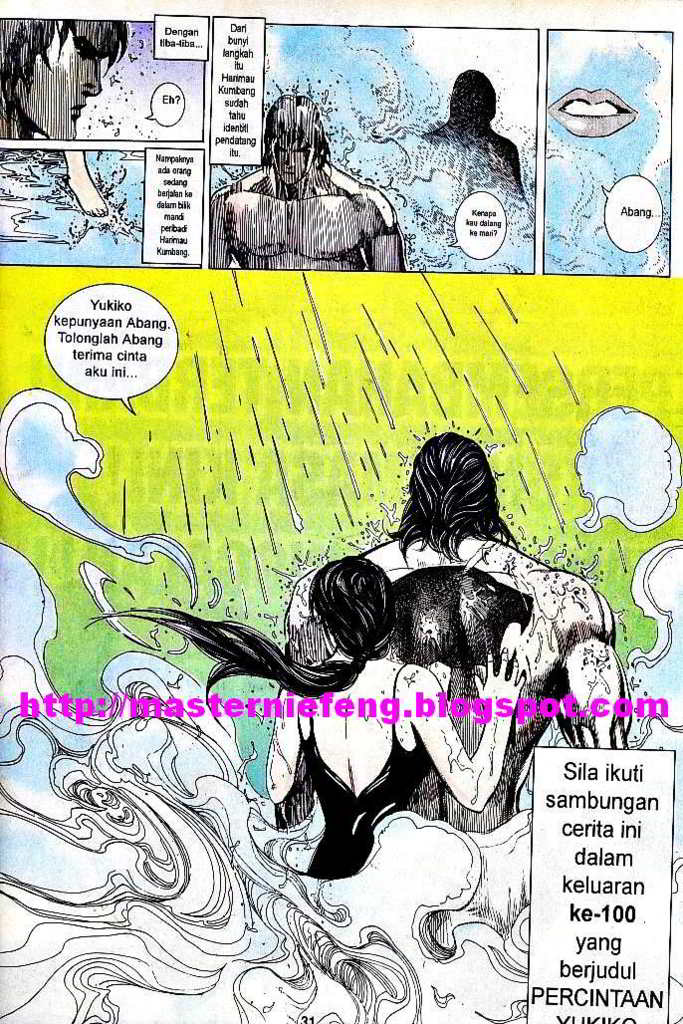 Dengan
tiba-tiba...
Eh?
Nampaknya
ada orang
sedang
berjalan ke
dalam bilik
mandi
peribadi
Harimau
Kumbang.
Dari
bunyi
langkah
itu
Harimau
Kumbang
sudah
tahu
identiti
pendatang
itu.
Kenapa
kau datang
ke mari?
Abang...
Yukiko
kepunyaan Abang.
Tolonglah Abang
terima cinta
aku ini...
http://masterniefeng.blogspot.com
Sila ikuti
sambungan
cerita ini
dalam
keluaran
ke-100
yang
berjudul
PERCINTAAN
YUKIKO
31